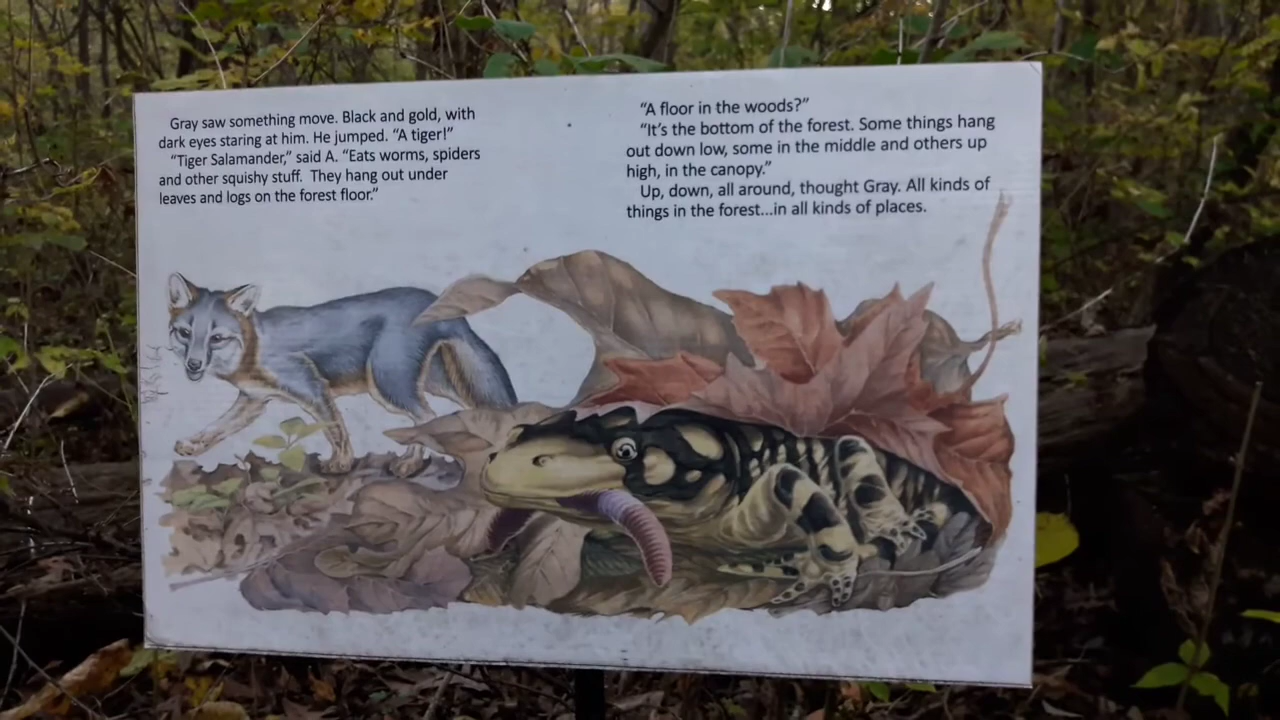 Gray saw something move. Black and gold, with
dark eyes staring at him. He jumped. “A tiger!”
“Tiger Salamander,” said A. “Eats worms, spiders
and other squishy stuff. They hang out under
leaves and logs on the forest floor.”
“A floor in the woods?”
“It’s the bottom of the forest. Some things hang
out down low, some in the middle and others up
high, in the canopy.”
Up, down, all around, thought Gray. All kinds of
things in the forest...in all kinds of places.